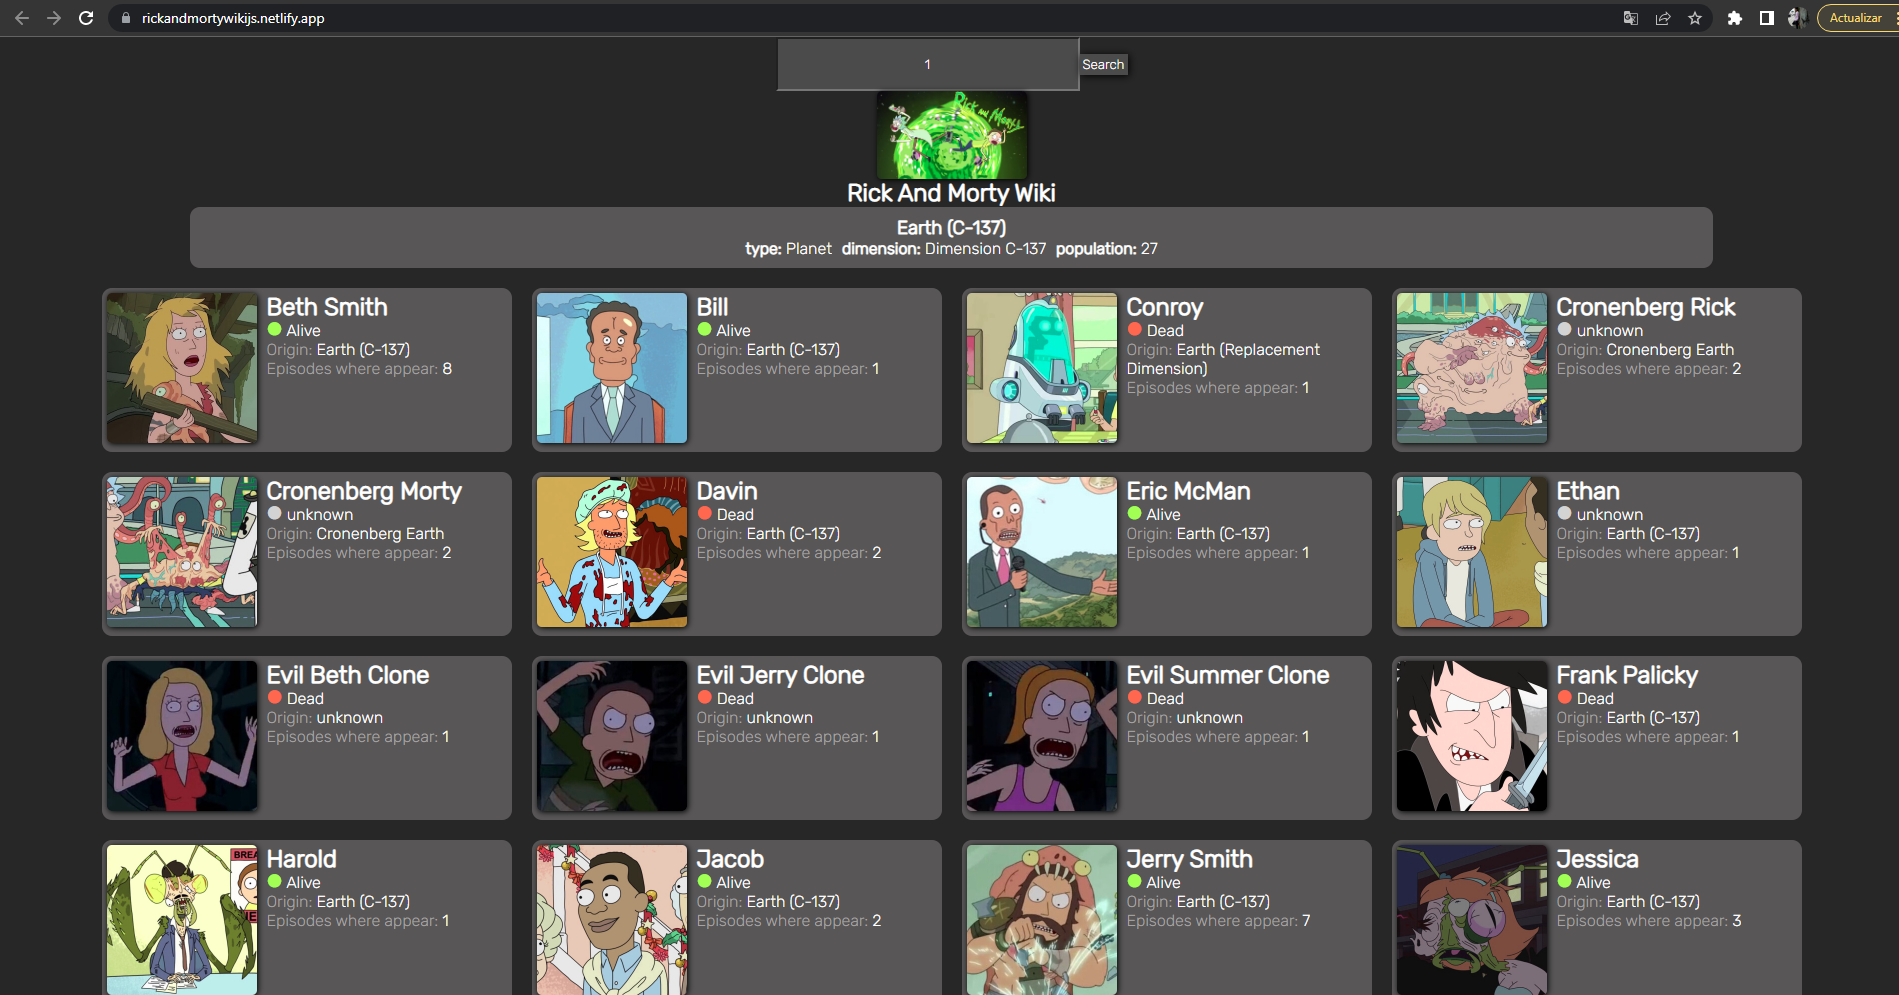 rickandmortywikijs.netlify.app
Actualizar
1
Search
Rick and Morty
Rick And Morty Wiki
Earth (C-137)
type: Planet dimension: Dimension C-137 population: 27
Beth Smith
Alive
Origin: Earth (C-137)
Episodes where appear: 8
Bill
Alive
Origin: Earth (C-137)
Episodes where appear: 1
Conroy
Dead
Origin: Earth (Replacement
Dimension)
Episodes where appear: 1
Cronenberg Rick
unknown
Origin: Cronenberg Earth
Episodes where appear: 2
Cronenberg Morty
unknown
Origin: Cronenberg Earth
Episodes where appear: 2
Davin
Dead
Origin: Earth (C-137)
Episodes where appear: 2
Eric McMan
Alive
Origin: Earth (C-137)
Episodes where appear: 1
Ethan
unknown
Origin: Earth (C-137)
Episodes where appear: 1
Evil Beth Clone
Dead
Origin: unknown
Episodes where appear: 1
Evil Jerry Clone
Dead
Origin: unknown
Episodes where appear: 1
Evil Summer Clone
Dead
Origin: unknown
Episodes where appear: 1
Frank Palicky
Dead
Origin: Earth (C-137)
Episodes where appear: 1
BREA
Harold
Alive
Origin: Earth (C-137)
Episodes where appear: 1
Jacob
Alive
Origin: Earth (C-137)
Episodes where appear: 2
Jerry Smith
Alive
Origin: Earth (C-137)
Episodes where appear: 7
Jessica
Alive
Origin: Earth (C-137)
Episodes where appear: 3